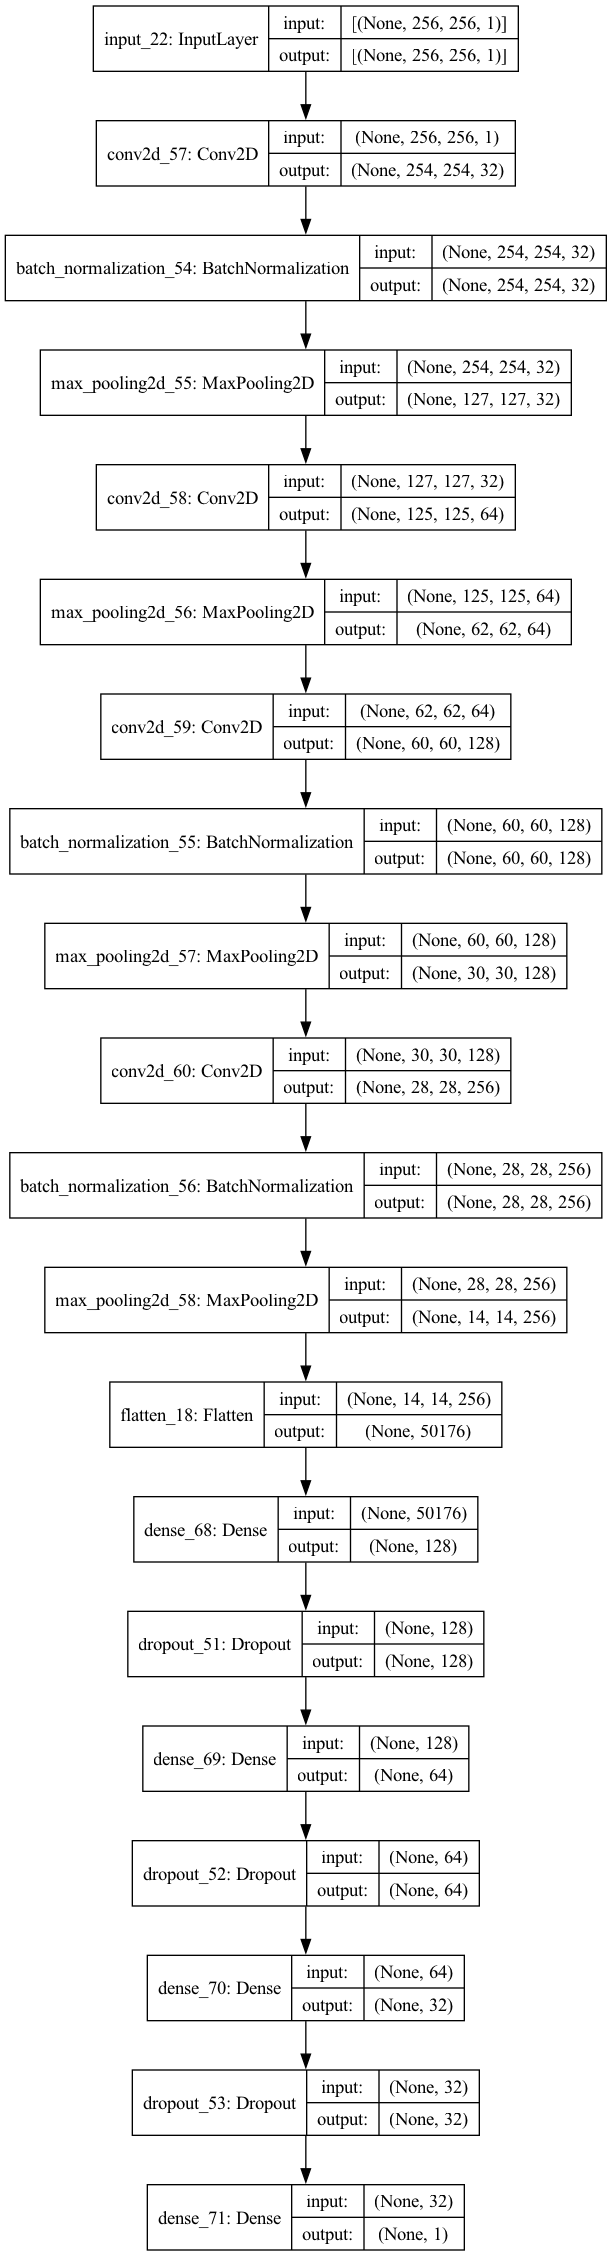 input_22: InputLayer
input: [(None, 256, 256, 1)]
output: [(None, 256, 256, 1)]
conv2d_57: Conv2D
input: (None, 256, 256, 1)
output: (None, 254, 254, 32)
batch_normalization_54: BatchNormalization
input: (None, 254, 254, 32)
output: (None, 254, 254, 32)
max_pooling2d_55: MaxPooling2D
input: (None, 254, 254, 32)
output: (None, 127, 127, 32)
conv2d_58: Conv2D
input: (None, 127, 127, 32)
output: (None, 125, 125, 64)
max_pooling2d_56: MaxPooling2D
input: (None, 125, 125, 64)
output: (None, 62, 62, 64)
conv2d_59: Conv2D
input: (None, 62, 62, 64)
output: (None, 60, 60, 128)
batch_normalization_55: BatchNormalization
input: (None, 60, 60, 128)
output: (None, 60, 60, 128)
max_pooling2d_57: MaxPooling2D
input: (None, 60, 60, 128)
output: (None, 30, 30, 128)
conv2d_60: Conv2D
input: (None, 30, 30, 128)
output: (None, 28, 28, 256)
batch_normalization_56: BatchNormalization
input: (None, 28, 28, 256)
output: (None, 28, 28, 256)
max_pooling2d_58: MaxPooling2D
input: (None, 28, 28, 256)
output: (None, 14, 14, 256)
flatten_18: Flatten
input: (None, 14, 14, 256)
output: (None, 50176)
dense_68: Dense
input: (None, 50176)
output: (None, 128)
dropout_51: Dropout
input: (None, 128)
output: (None, 128)
dense_69: Dense
input: (None, 128)
output: (None, 64)
dropout_52: Dropout
input: (None, 64)
output: (None, 64)
dense_70: Dense
input: (None, 64)
output: (None, 32)
dropout_53: Dropout
input: (None, 32)
output: (None, 32)
dense_71: Dense
input: (None, 32)
output: (None, 1)